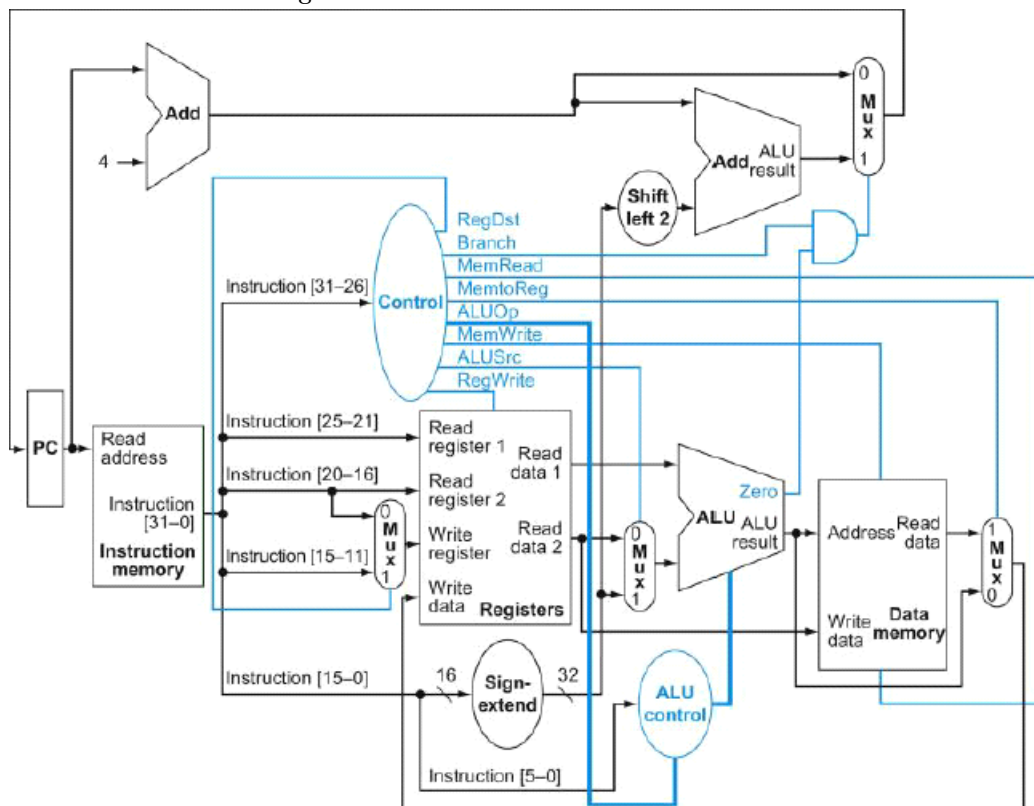 0
Mux
1
Add
4
Add ALU result
Shift left 2
RegDst
Branch
MemRead
MemtoReg
ALUOp
MemWrite
ALUSrc
RegWrite
Control
Instruction [31–26]
PC
Read address
Instruction [31–0]
Instruction memory
Instruction [25–21]
Instruction [20–16]
Instruction [15–11]
0
Mux
1
Read register 1
Read register 2
Write register
Write data
Read data 1
Read data 2
Registers
0
Mux
1
Zero
ALU
ALU result
Address
Read data
Write data
Data memory
1
Mux
0
Instruction [15–0]
16
Sign-extend
32
ALU control
Instruction [5–0]